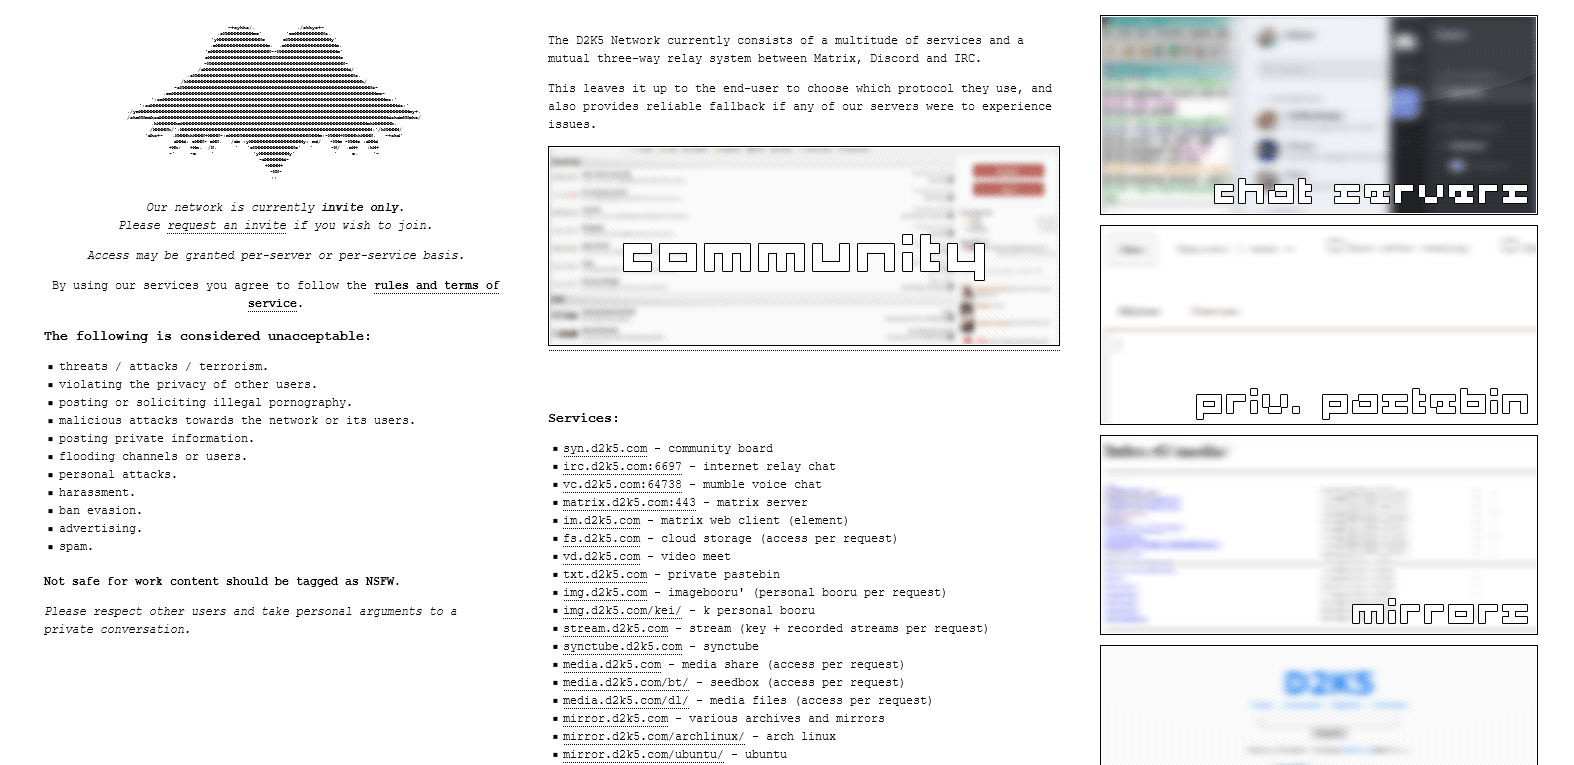 Our network is currently invite only.
Please request an invite if you wish to join.
Access may be granted per-server or per-service basis.
By using our services you agree to follow the rules and terms of
service.
The following is considered unacceptable:
threats / attacks / terrorism.
violating the privacy of other users.
posting or soliciting illegal pornography.
malicious attacks towards the network or its users.
posting private information.
flooding channels or users.
personal attacks.
harassment.
ban evasion.
advertising.
spam.
Not safe for work content should be tagged as NSFW.
Please respect other users and take personal arguments to a
private conversation.
The D2K5 Network currently consists of a multitude of services and a
mutual three-way relay system between Matrix, Discord and IRC.
This leaves it up to the end-user to choose which protocol they use, and
also provides reliable fallback if any of our servers were to experience
issues.
community
Services:
syn.d2k5.com - community board
irc.d2k5.com:6697 - internet relay chat
vc.d2k5.com:64738 - mumble voice chat
matrix.d2k5.com:443 - matrix server
im.d2k5.com - matrix web client (element)
fs.d2k5.com - cloud storage (access per request)
vd.d2k5.com - video meet
txt.d2k5.com - private pastebin
img.d2k5.com - imagebooru' (personal booru per request)
img.d2k5.com/kei/ - k personal booru
stream.d2k5.com - stream (key + recorded streams per request)
synctube.d2k5.com - synctube
media.d2k5.com - media share (access per request)
media.d2k5.com/bt/ - seedbox (access per request)
media.d2k5.com/dl/ - media files (access per request)
mirror.d2k5.com - various archives and mirrors
mirror.d2k5.com/archlinux/ - arch linux
mirror.d2k5.com/ubuntu/ - ubuntu
chat servers
priv. pastebin
mirrors
D2K5